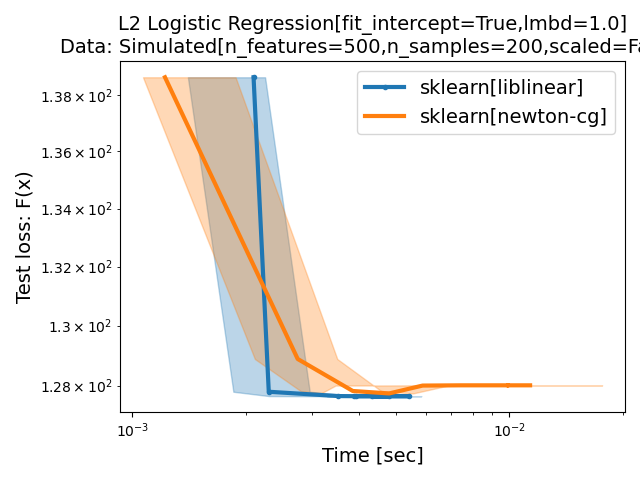 L2 Logistic Regression[fit_intercept=True,lmbd=1.0]
Data: Simulated[n_features=500,n_samples=200,scaled=Fa
sklearn[liblinear]
sklearn[newton-cg]
Test loss: F(x)
1.38 × 10²
1.36 × 10²
1.34 × 10²
1.32 × 10²
1.3 × 10²
1.28 × 10²
10⁻³
10⁻²
Time [sec]